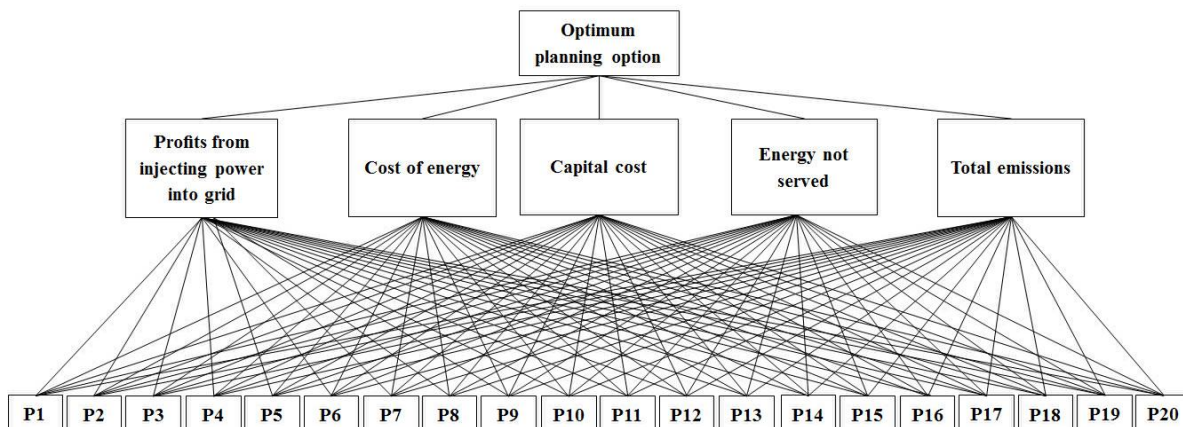 Optimum
planning option
Profits from
injecting power
into grid
Cost of energy
Capital cost
Energy not
served
Total emissions
P1 P2 P3 P4 P5 P6 P7 P8 P9 P10 P11 P12 P13 P14 P15 P16 P17 P18 P19 P20